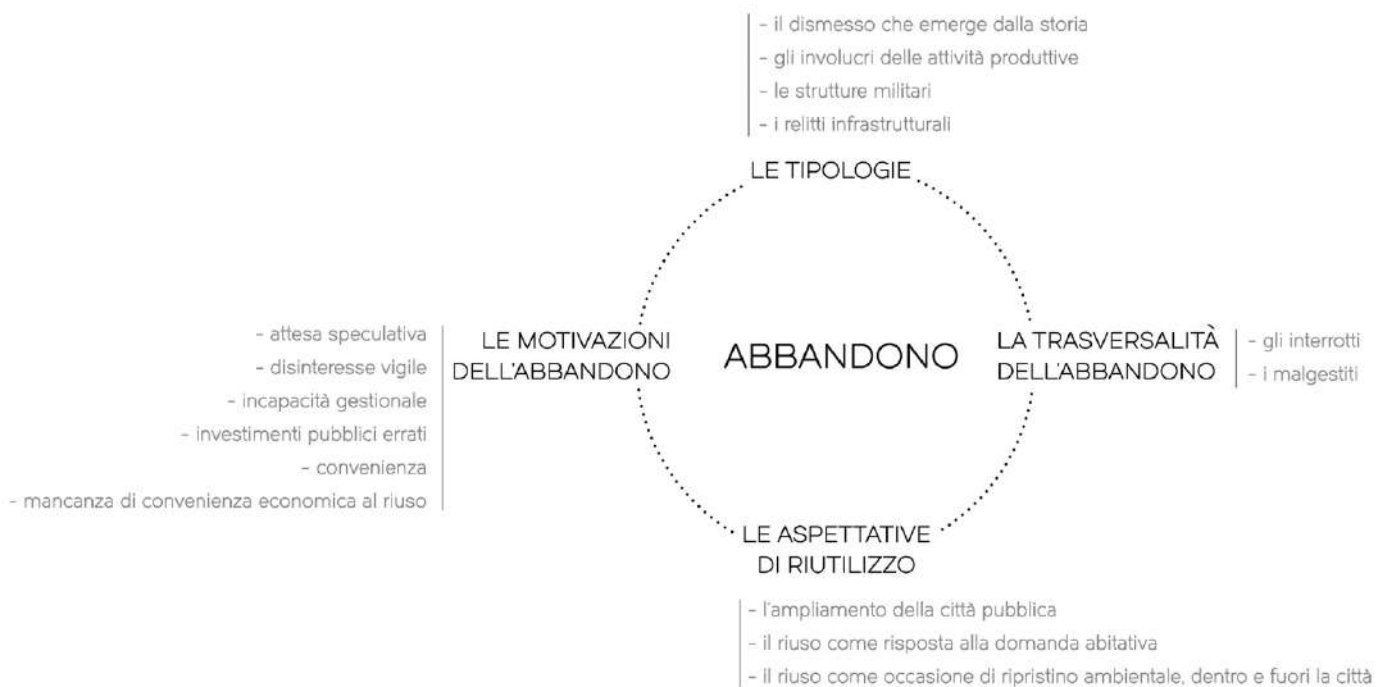 - il dismesso che emerge dalla storia
- gli involucri delle attività produttive
- le strutture militari
- i relitti infrastrutturali
LE TIPOLOGIE
- attesa speculativa
- disinteresse vigile
- incapacità gestionale
- investimenti pubblici errati
- convenienza
- mancanza di convenienza economica al riuso
LE MOTIVAZIONI
DELL'ABBANDONO
ABBANDONO
LA TRASVERSALITÀ
DELL'ABBANDONO
- gli interrotti
- i malgestiti
LE ASPETTATIVE
DI RIUTILIZZO
- l'ampliamento della città pubblica
- il riuso come risposta alla domanda abitativa
- il riuso come occasione di ripristino ambientale, dentro e fuori la città